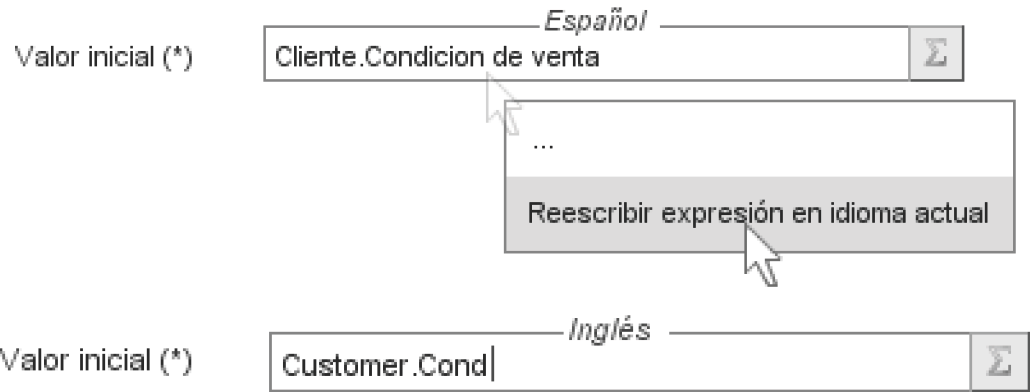 Español
Valor inicial (*) Cliente.Condicion de venta Σ
...
Reescribir expresión en idioma actual
Inglés
Valor inicial (*) Customer.Cond Σ